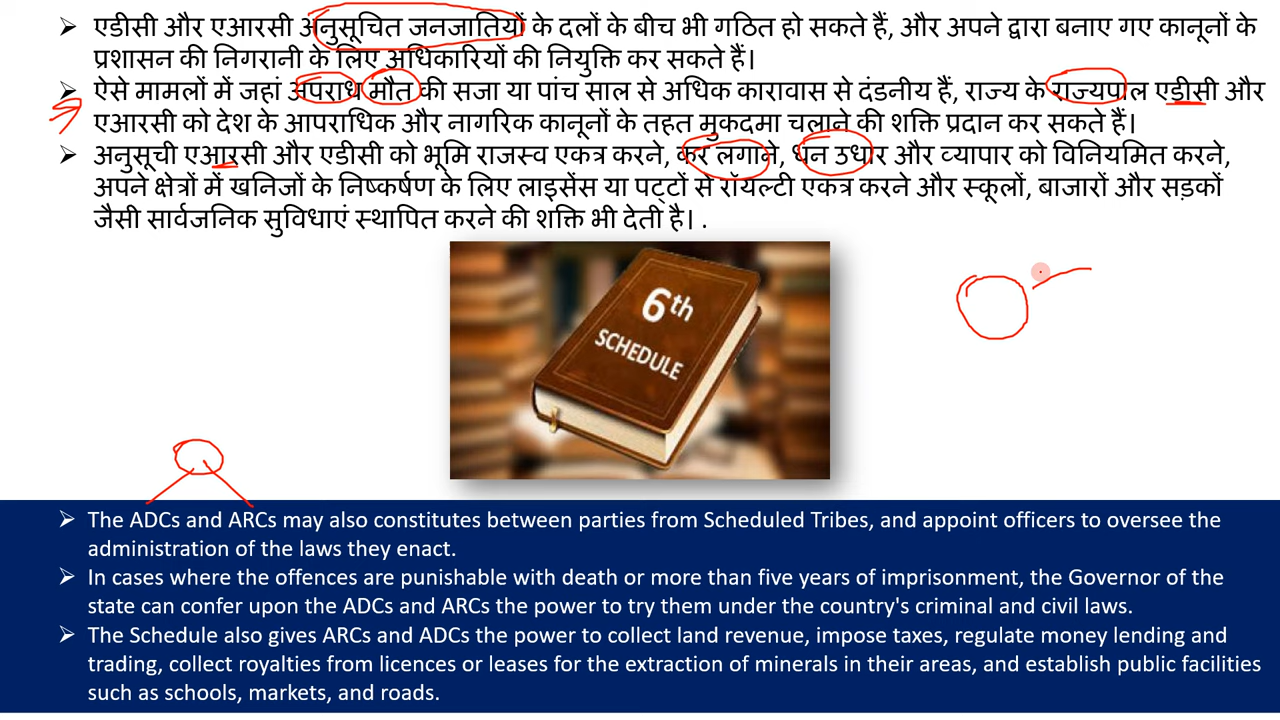 ➢ एडीसी और एआरसी अनुसूचित जनजातियों के दलों के बीच भी गठित हो सकते हैं, और अपने द्वारा बनाए गए कानूनों के
प्रशासन की निगरानी के लिए अधिकारियों की नियुक्ति कर सकते हैं।
➢ ऐसे मामलों में जहां अपराध मौत की सजा या पांच साल से अधिक कारावास से दंडनीय हैं, राज्य के राज्यपाल एडीसी और
एआरसी को देश के आपराधिक और नागरिक कानूनों के तहत मुकदमा चलाने की शक्ति प्रदान कर सकते हैं।
➢ अनुसूची एआरसी और एडीसी को भूमि राजस्व एकत्र करने, कर लगाने, धन उधार और व्यापार को विनियमित करने,
अपने क्षेत्रों में खनिजों के निष्कर्षण के लिए लाइसेंस या पट्टों से रॉयल्टी एकत्र करने और स्कूलों, बाजारों और सड़कों
जैसी सार्वजनिक सुविधाएं स्थापित करने की शक्ति भी देती है। .
6th
SCHEDULE
➢ The ADCs and ARCs may also constitutes between parties from Scheduled Tribes, and appoint officers to oversee the
administration of the laws they enact.
➢ In cases where the offences are punishable with death or more than five years of imprisonment, the Governor of the
state can confer upon the ADCs and ARCs the power to try them under the country's criminal and civil laws.
➢ The Schedule also gives ARCs and ADCs the power to collect land revenue, impose taxes, regulate money lending and
trading, collect royalties from licences or leases for the extraction of minerals in their areas, and establish public facilities
such as schools, markets, and roads.